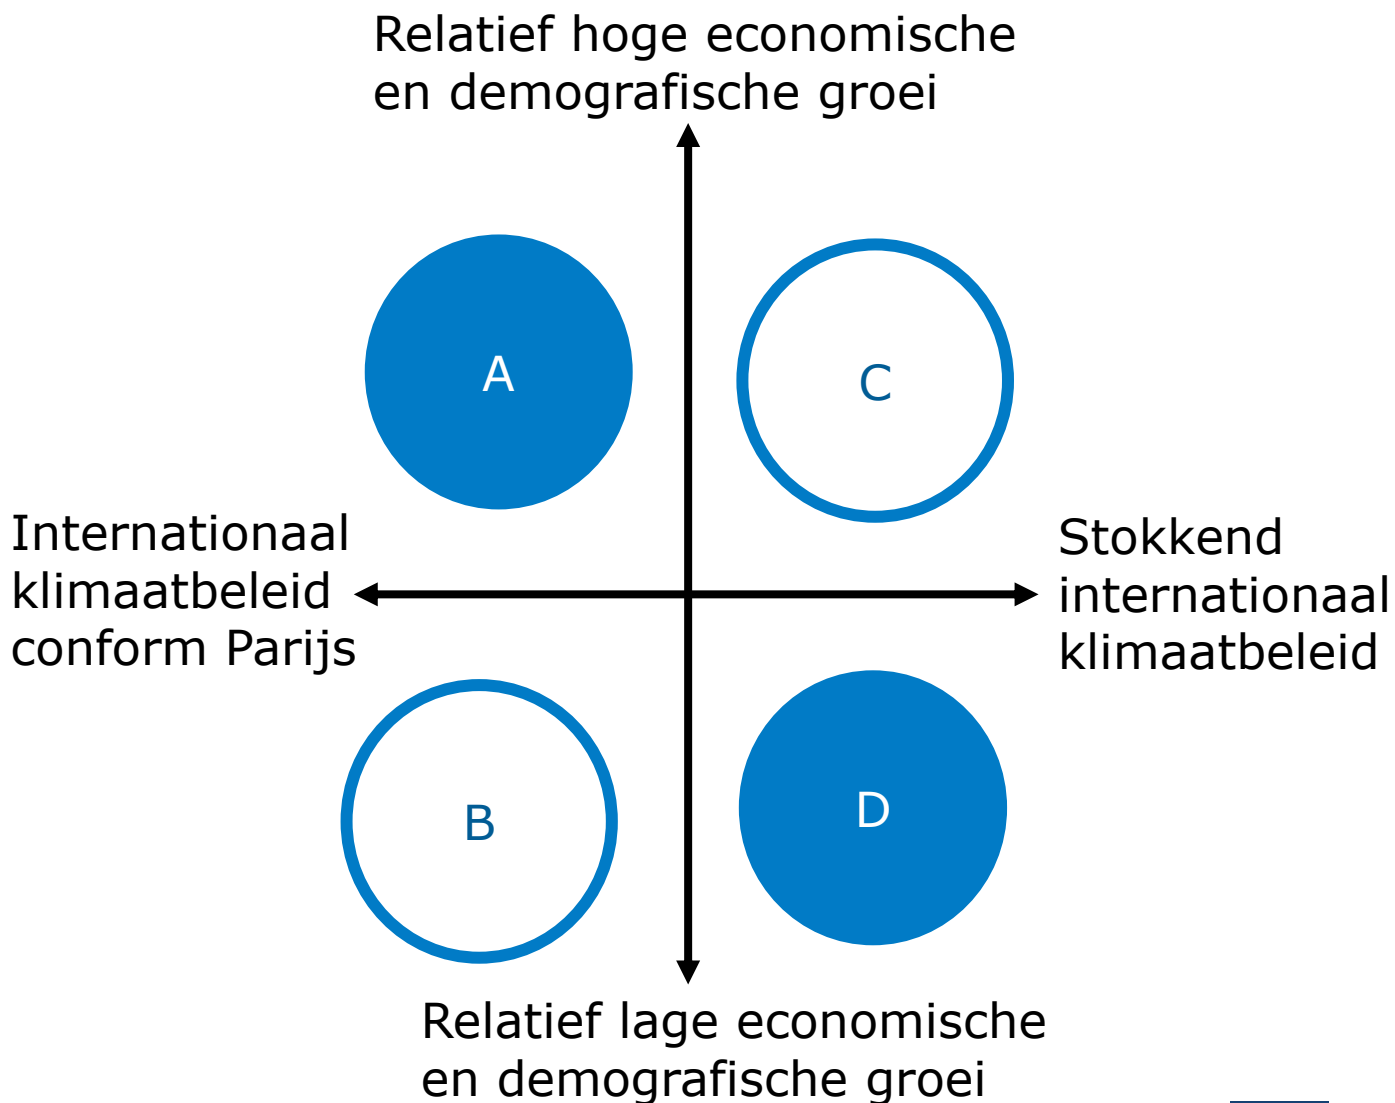 Relatief hoge economische
en demografische groei
A
C
Internationaal
klimaatbeleid
conform Parijs
Stokkend
internationaal
klimaatbeleid
B
D
Relatief lage economische
en demografische groei